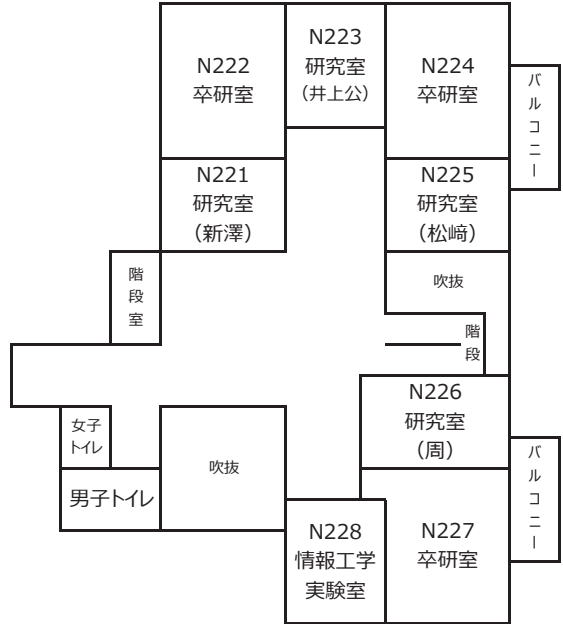 N222
卒研室
N223
研究室
（井上公）
N224
卒研室
バルコニー
N221
研究室
（新澤）
N225
研究室
（松﨑）
階段室
吹抜
階段
N226
研究室
（周）
女子
トイレ
男子トイレ
吹抜
バルコニー
N228
情報工学
実験室
N227
卒研室